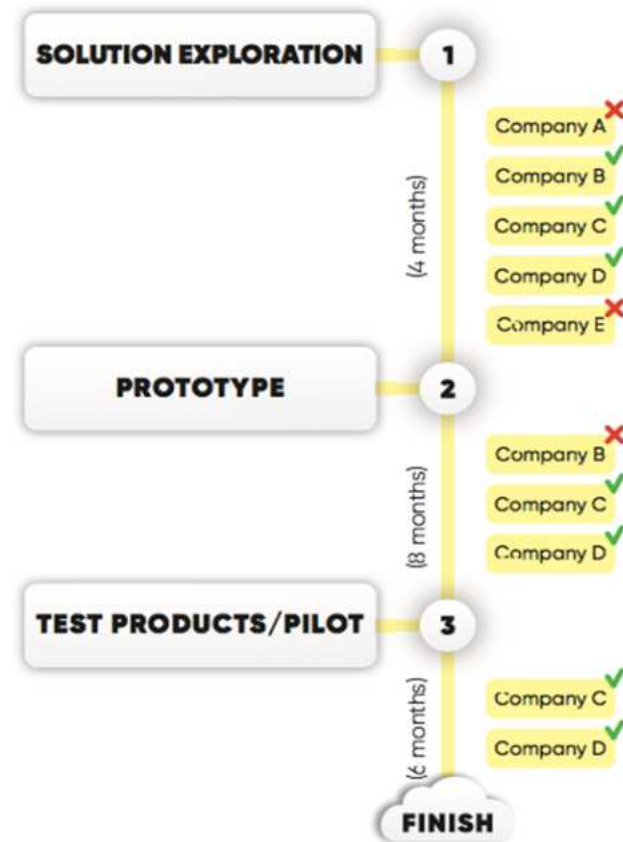 SOLUTION EXPLORATION
1
(4 months)
Company A
Company B
Company C
Company D
Company E
PROTOTYPE
2
(8 months)
Company B
Company C
Company D
TEST PRODUCTS/PILOT
3
(6 months)
Company C
Company D
FINISH